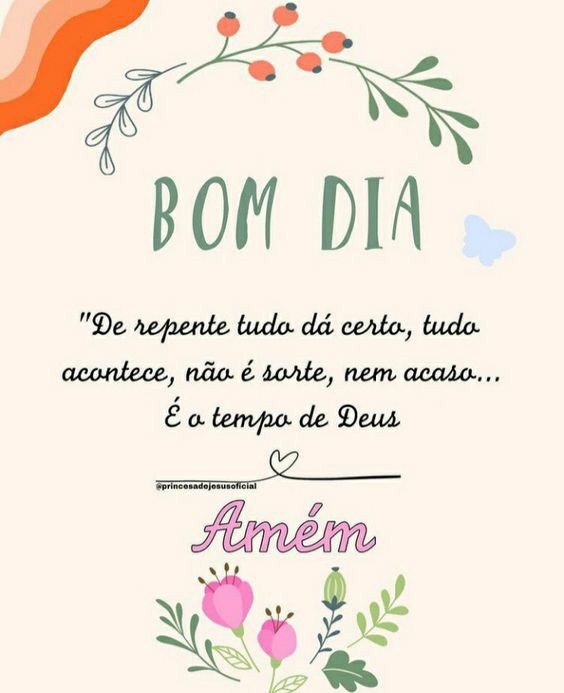 BOM DIA
"De repente tudo dá certo, tudo
acontece, não é sorte, nem acaso...
É o tempo de Deus
@princesadejesusoficial
Amém